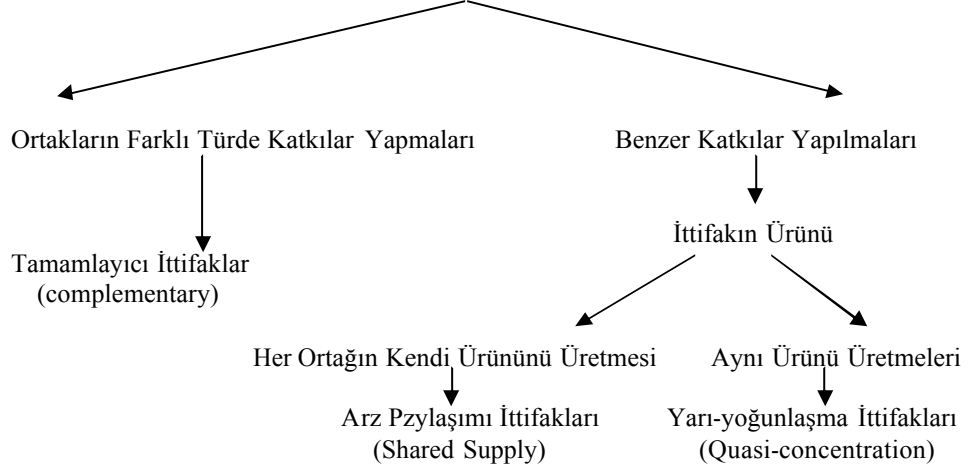 Ortakların Farklı Türde Katkılar Yapmaları
Benzer Katkılar Yapılmaları
İttifakın Ürünü
Tamamlayıcı İttifaklar
(complementary)
Her Ortağın Kendi Ürününü Üretmesi
Aynı Ürünü Üretmeleri
Arz Pzylaşımı İttifakları
(Shared Supply)
Yarı-yoğunlaşma İttifakları
(Quasi-concentration)